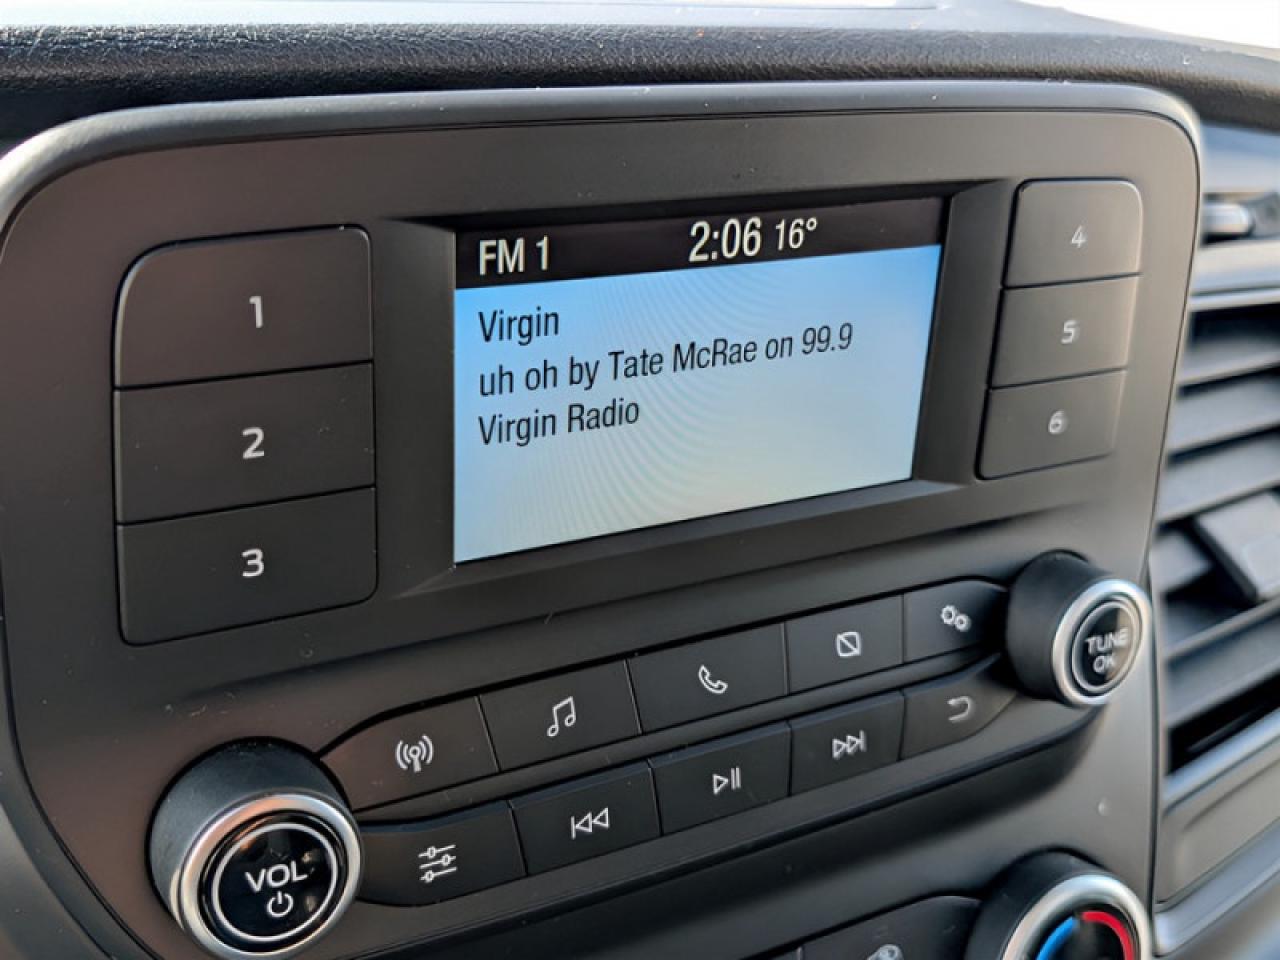 FM 1 2:06 16°
Virgin
uh oh by Tate McRae on 99.9
Virgin Radio
1
2
3
4
5
6
TUNE
OK
VOL